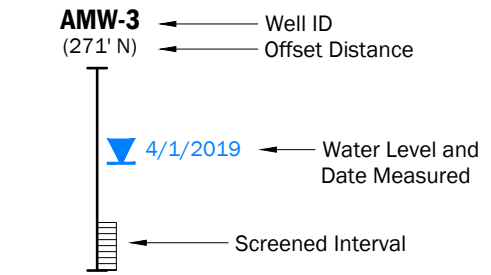 AMW-3
Well ID
(271' N)
Offset Distance
4/1/2019
Water Level and
Date Measured
Screened Interval